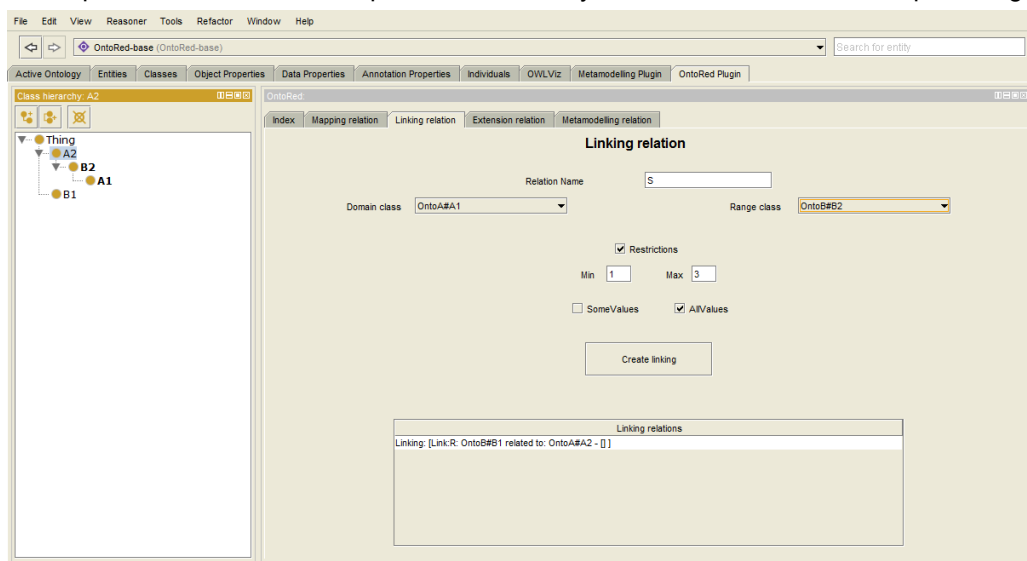 File Edit View Reasoner Tools Refactor Window Help
OntoRed-base (OntoRed-base)
Search for entity
Active Ontology Entities Classes Object Properties Data Properties Annotation Properties Individuals OWLViz Metamodelling Plugin OntoRed Plugin
Class hierarchy: A2
OntoRed:
Index Mapping relation Linking relation Extension relation Metamodelling relation
Thing
A2
B2
A1
B1
Linking relation
Relation Name S
Domain class OntoA#A1 Range class OntoB#B2
Restrictions
Min 1 Max 3
SomeValues AllValues
Create linking
Linking relations
Linking: [Link:R: OntoB#B1 related to: OntoA#A2 - [] ]